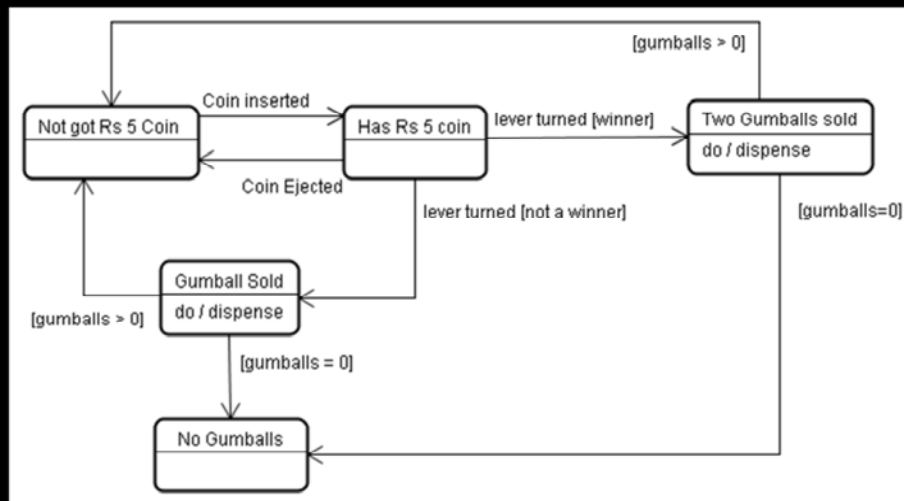 [gumballs > 0]
Coin inserted
Not got Rs 5 Coin
Has Rs 5 coin
lever turned [winner]
Two Gumballs sold
do / dispense
Coin Ejected
lever turned [not a winner]
[gumballs=0]
Gumball Sold
do / dispense
[gumballs > 0]
[gumballs = 0]
No Gumballs